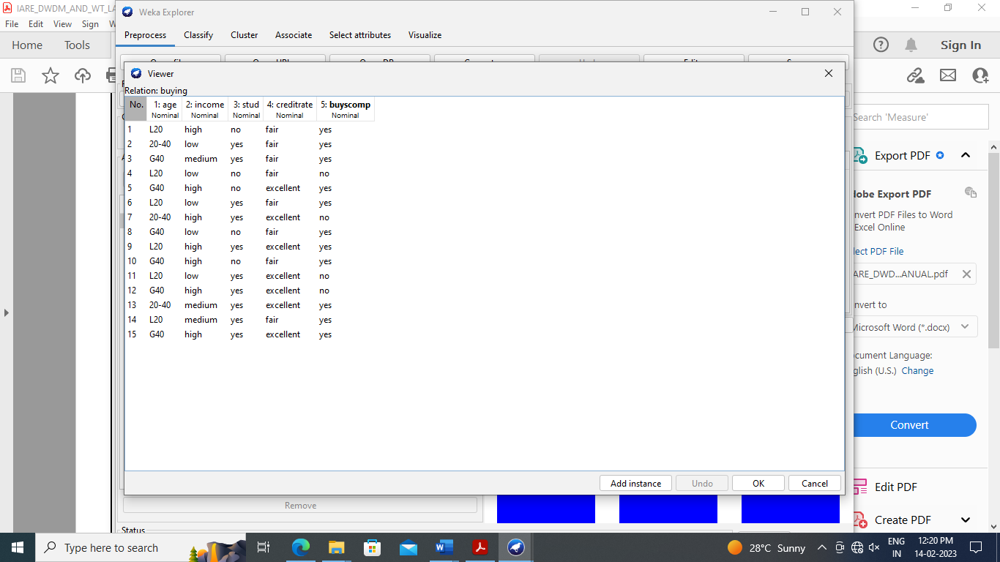 IARE_DWDM_AND_WT_LA
File Edit View Sign W
Home Tools
Sign In
Weka Explorer
Preprocess Classify Cluster Associate Select attributes Visualize
Viewer
Relation: buying
No. 1: age 2: income 3: stud 4: creditrate 5: buyscomp
Nominal Nominal Nominal Nominal Nominal
1 L20 high no fair yes
2 20-40 low yes fair yes
3 G40 medium yes fair yes
4 L20 low no fair no
5 G40 high no excellent yes
6 L20 low yes fair yes
7 20-40 high yes excellent no
8 G40 low no fair yes
9 L20 high yes excellent yes
10 G40 high no fair yes
11 L20 low yes excellent no
12 G40 high yes excellent no
13 20-40 medium yes excellent yes
14 L20 medium yes fair yes
15 G40 high yes excellent yes
Add instance Undo OK Cancel
Remove
Status
Search 'Measure'
Export PDF
dobe Export PDF
nvert PDF Files to Word
Excel Online
lect PDF File
ARE_DWD...ANUAL.pdf
nvert to
Microsoft Word (*.docx)
cument Language:
glish (U.S.) Change
Convert
Edit PDF
Create PDF
Type here to search
28°C Sunny
ENG
IN
12:20 PM
14-02-2023